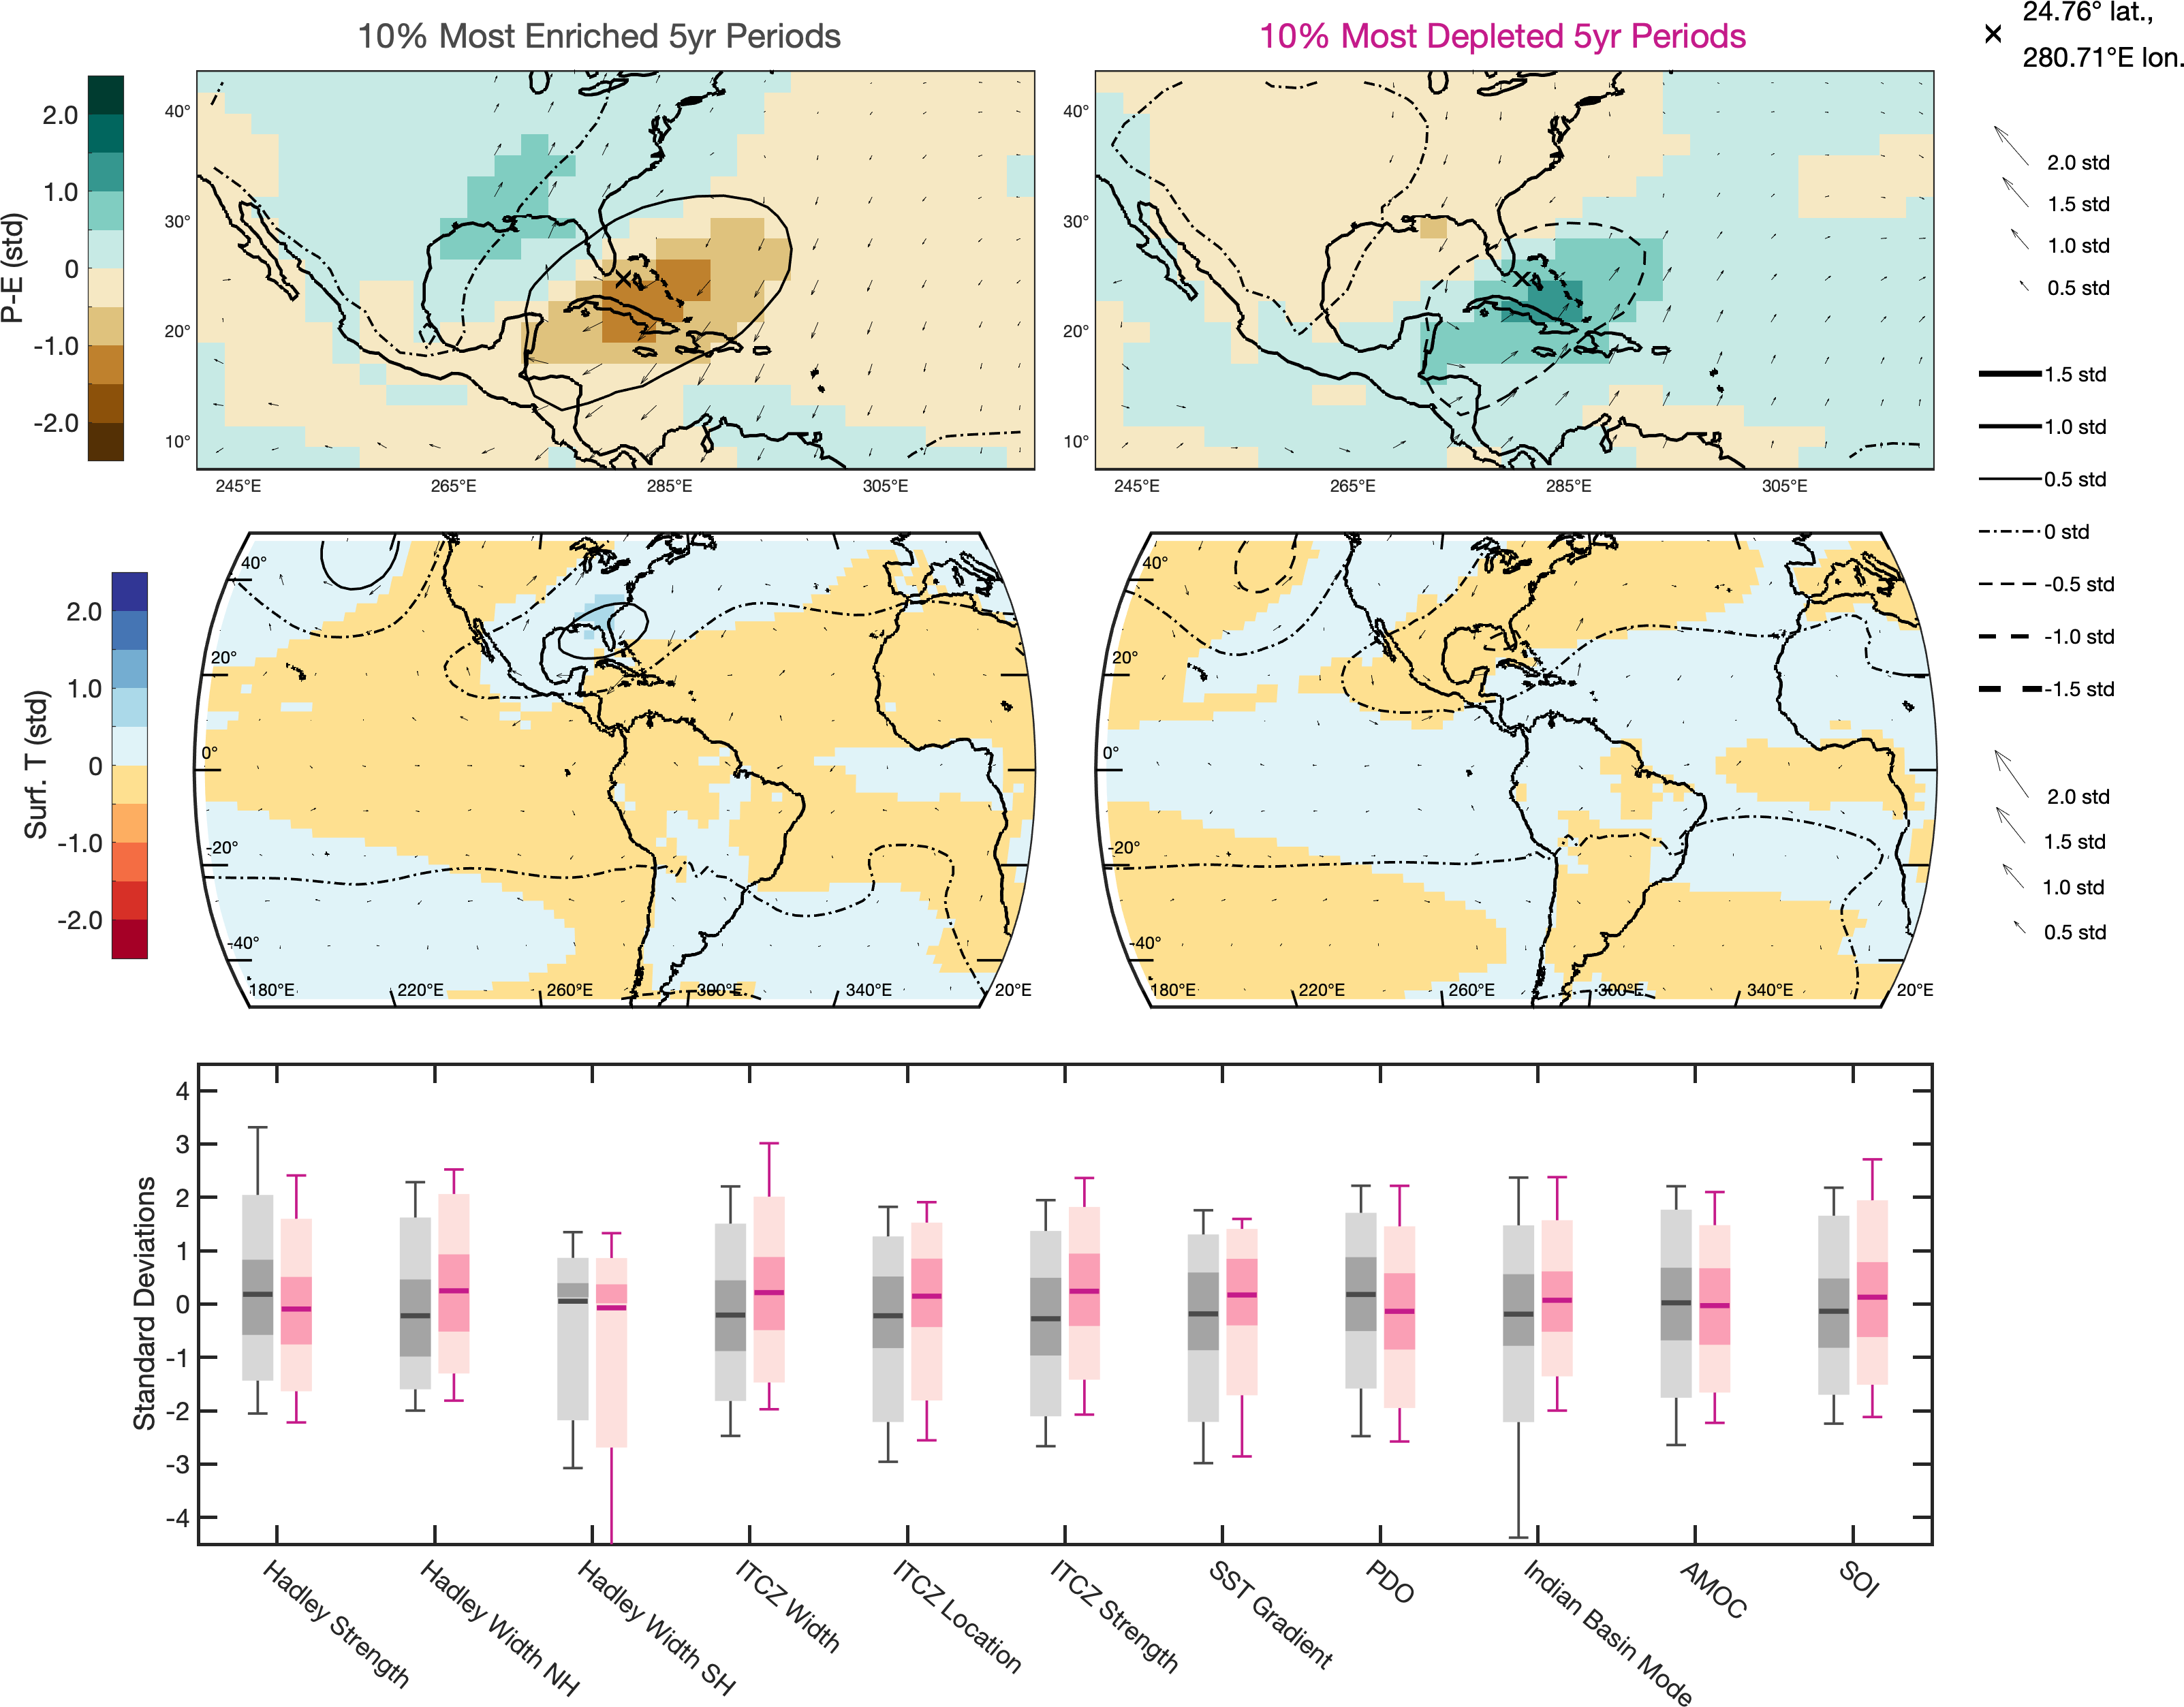 10% Most Enriched 5yr Periods
10% Most Depleted 5yr Periods
24.76° lat.,
280.71°E lon.
P-E (std)
2.0
1.0
0
-1.0
-2.0
40°
30°
20°
10°
245°E 265°E 285°E 305°E
40°
30°
20°
10°
245°E 265°E 285°E 305°E
2.0 std
1.5 std
1.0 std
0.5 std
1.5 std
1.0 std
0.5 std
0 std
-0.5 std
-1.0 std
-1.5 std
Surf. T (std)
2.0
1.0
0
-1.0
-2.0
40°
20°
0°
-20°
-40°
180°E 220°E 260°E 300°E 340°E 20°E
40°
20°
0°
-20°
-40°
180°E 220°E 260°E 300°E 340°E 20°E
2.0 std
1.5 std
1.0 std
0.5 std
Standard Deviations
4
3
2
1
0
-1
-2
-3
-4
Hadley Strength
Hadley Width NH
Hadley Width SH
ITCZ Width
ITCZ Location
ITCZ Strength
SST Gradient
PDO
Indian Basin Mode
AMOC
SOI